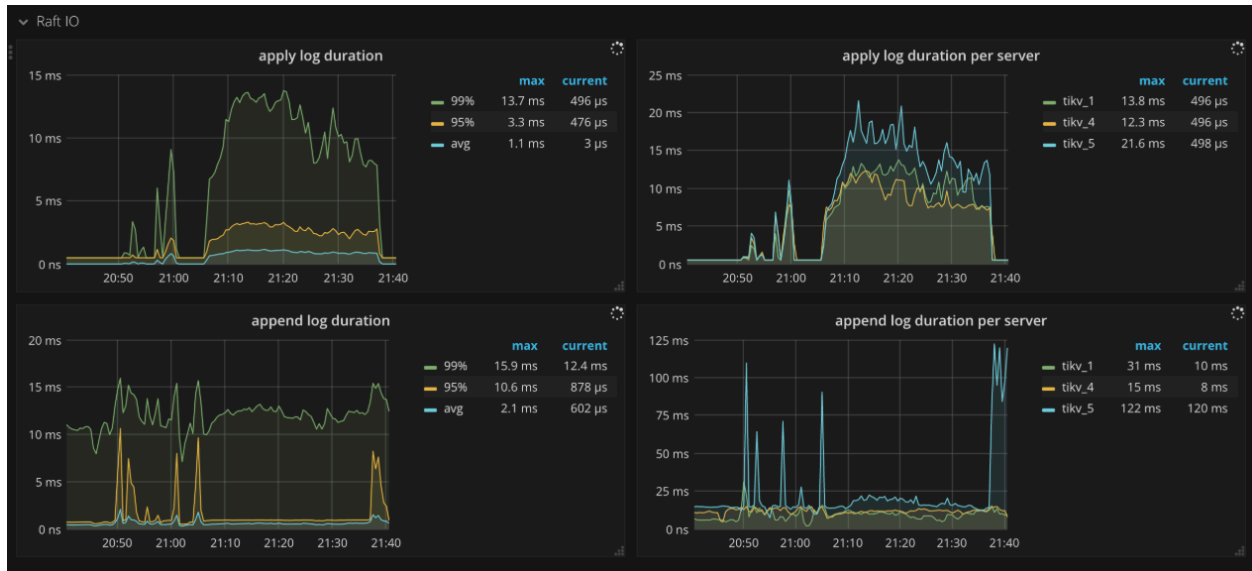 Raft IO
apply log duration
15 ms
10 ms
5 ms
0 ns
20:50 21:00 21:10 21:20 21:30 21:40
max current
99% 13.7 ms 496 µs
95% 3.3 ms 476 µs
avg 1.1 ms 3 µs
apply log duration per server
25 ms
20 ms
15 ms
10 ms
5 ms
0 ns
20:50 21:00 21:10 21:20 21:30 21:40
max current
tikv_1 13.8 ms 496 µs
tikv_4 12.3 ms 496 µs
tikv_5 21.6 ms 498 µs
append log duration
20 ms
15 ms
10 ms
5 ms
0 ns
20:50 21:00 21:10 21:20 21:30 21:40
max current
99% 15.9 ms 12.4 ms
95% 10.6 ms 878 µs
avg 2.1 ms 602 µs
append log duration per server
125 ms
100 ms
75 ms
50 ms
25 ms
0 ns
20:50 21:00 21:10 21:20 21:30 21:40
max current
tikv_1 31 ms 10 ms
tikv_4 15 ms 8 ms
tikv_5 122 ms 120 ms